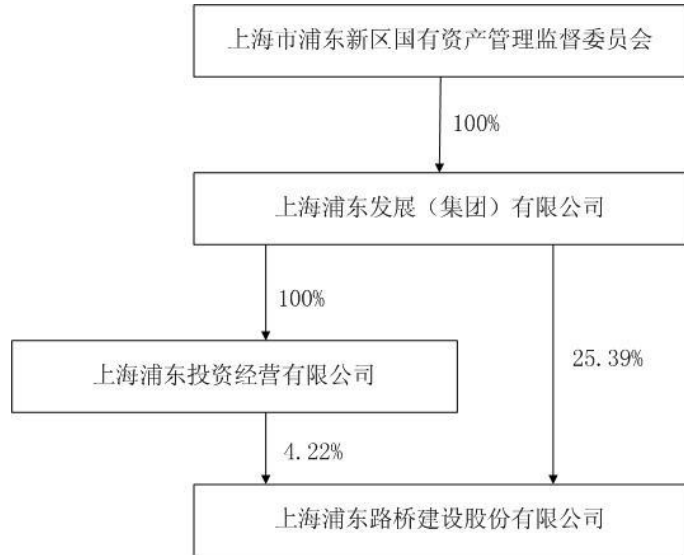 上海市浦东新区国有资产管理监督委员会
100%
上海浦东发展（集团）有限公司
100%
上海浦东投资经营有限公司
25.39%
4.22%
上海浦东路桥建设股份有限公司